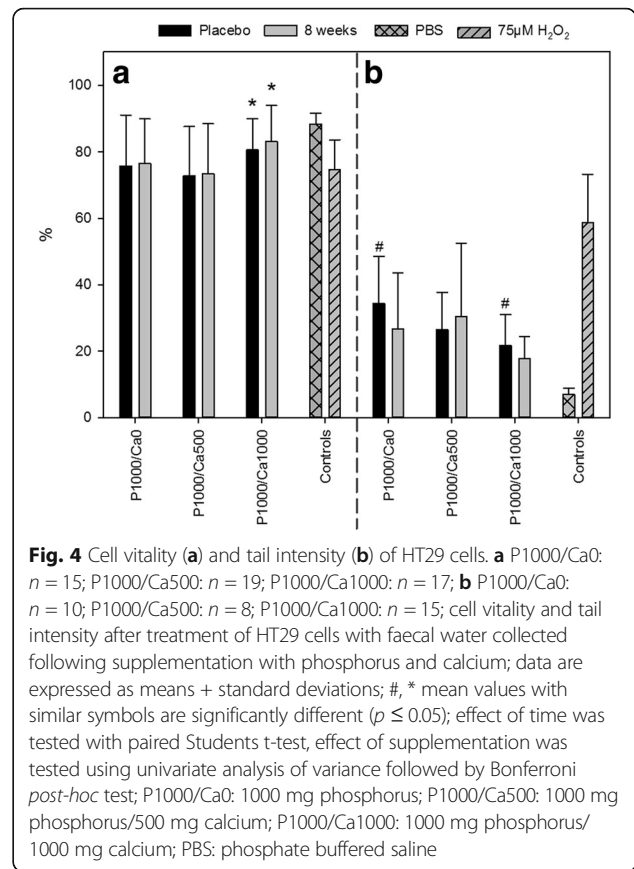 Placebo 8 weeks PBS 75µM H₂O₂
a b
100
80
60
40
20
0
%
* *
# #
P1000/Ca0
P1000/Ca500
P1000/Ca1000
Controls
P1000/Ca0
P1000/Ca500
P1000/Ca1000
Controls
Fig. 4 Cell vitality (a) and tail intensity (b) of HT29 cells. a P1000/Ca0:
n = 15; P1000/Ca500: n = 19; P1000/Ca1000: n = 17; b P1000/Ca0:
n = 10; P1000/Ca500: n = 8; P1000/Ca1000: n = 15; cell vitality and tail
intensity after treatment of HT29 cells with faecal water collected
following supplementation with phosphorus and calcium; data are
expressed as means + standard deviations; #, * mean values with
similar symbols are significantly different (p ≤ 0.05); effect of time was
tested with paired Students t-test, effect of supplementation was
tested using univariate analysis of variance followed by Bonferroni
post-hoc test; P1000/Ca0: 1000 mg phosphorus; P1000/Ca500: 1000 mg
phosphorus/500 mg calcium; P1000/Ca1000: 1000 mg phosphorus/
1000 mg calcium; PBS: phosphate buffered saline